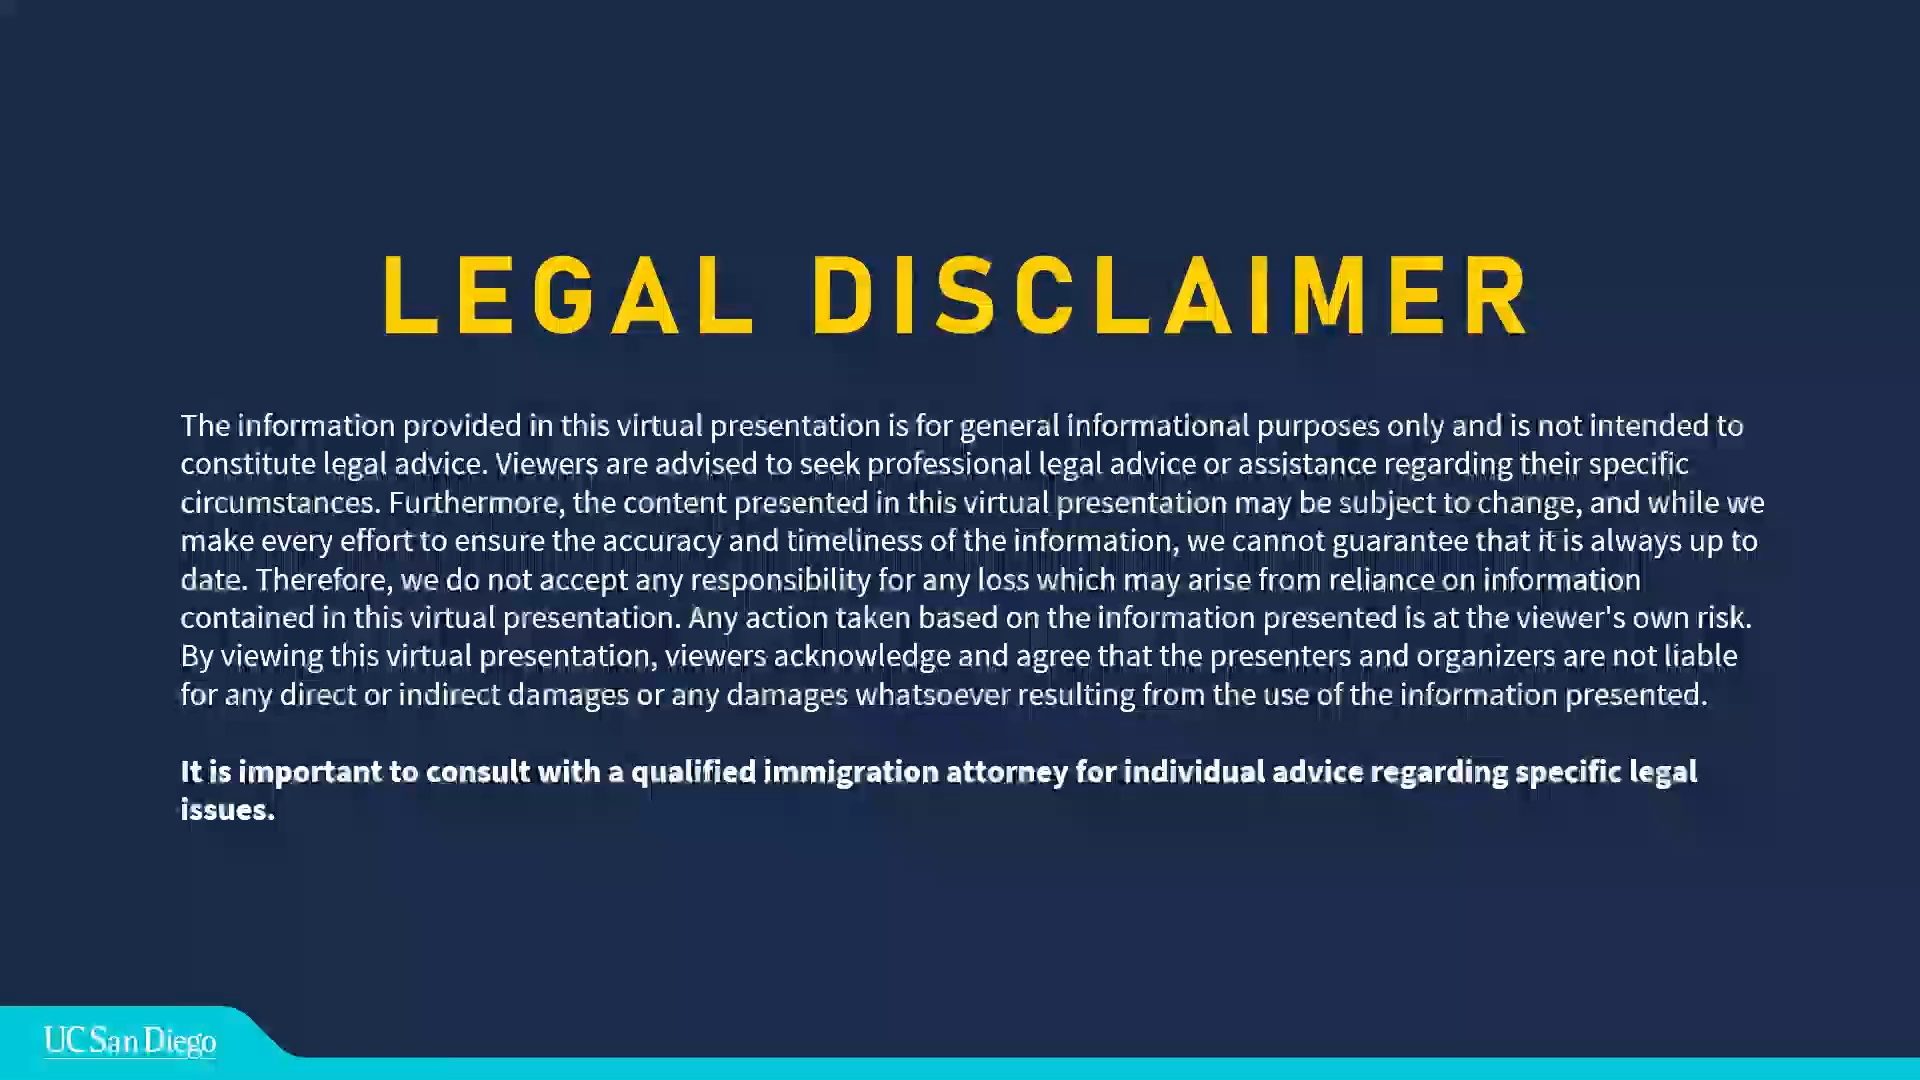 LEGAL DISCLAIMER
The information provided in this virtual presentation is for general informational purposes only and is not intended to
constitute legal advice. Viewers are advised to seek professional legal advice or assistance regarding their specific
circumstances. Furthermore, the content presented in this virtual presentation may be subject to change, and while we
make every effort to ensure the accuracy and timeliness of the information, we cannot guarantee that it is always up to
date. Therefore, we do not accept any responsibility for any loss which may arise from reliance on information
contained in this virtual presentation. Any action taken based on the information presented is at the viewer's own risk.
By viewing this virtual presentation, viewers acknowledge and agree that the presenters and organizers are not liable
for any direct or indirect damages or any damages whatsoever resulting from the use of the information presented.
It is important to consult with a qualified immigration attorney for individual advice regarding specific legal
issues.
UC San Diego